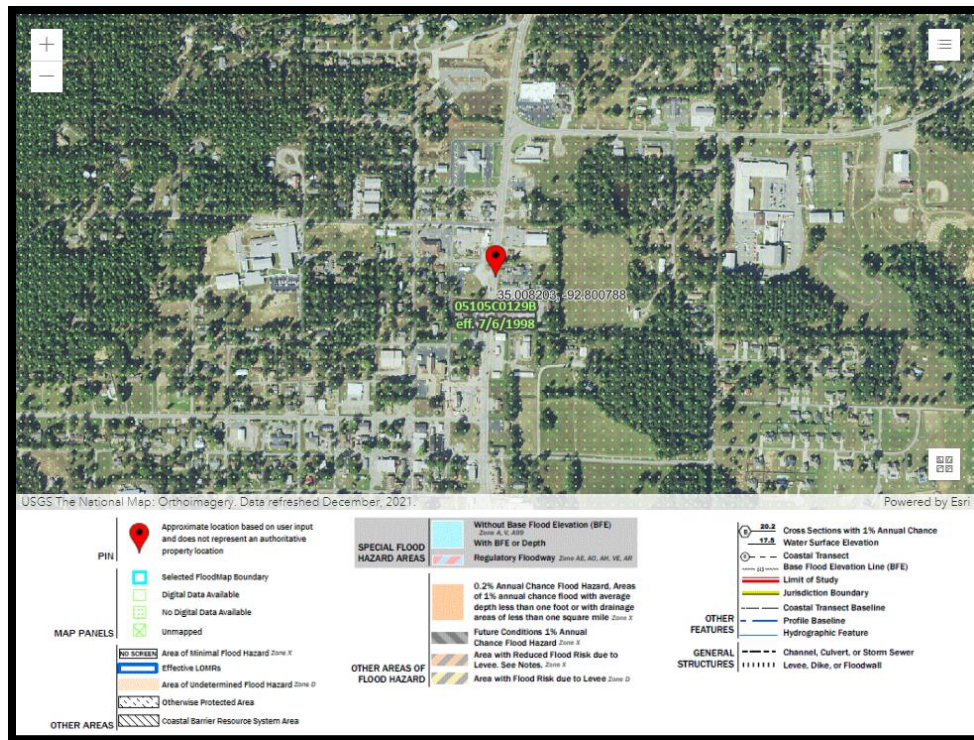 35.008203, -92.800788
05105C0129B
eff. 7/6/1998
USGS The National Map: Orthoimagery. Data refreshed December, 2021.
Powered by Esri
PIN
Approximate location based on user input
and does not represent an authoritative
property location
MAP PANELS
Selected FloodMap Boundary
Digital Data Available
No Digital Data Available
Unmapped
OTHER AREAS
NO SCREEN Area of Minimal Flood Hazard Zone X
Effective LOMRs
Area of Undetermined Flood Hazard Zone D
Otherwise Protected Area
Coastal Barrier Resource System Area
SPECIAL FLOOD
HAZARD AREAS
Without Base Flood Elevation (BFE)
Zone A, V, A99
With BFE or Depth
Regulatory Floodway Zone AE, AO, AH, VE, AR
OTHER AREAS OF
FLOOD HAZARD
0.2% Annual Chance Flood Hazard, Areas
of 1% annual chance flood with average
depth less than one foot or with drainage
areas of less than one square mile Zone X
Future Conditions 1% Annual
Chance Flood Hazard Zone X
Area with Reduced Flood Risk due to
Levee. See Notes. Zone X
Area with Flood Risk due to Levee Zone D
OTHER
FEATURES
20.2 Cross Sections with 1% Annual Chance
17.5 Water Surface Elevation
Coastal Transect
Base Flood Elevation Line (BFE)
Limit of Study
Jurisdiction Boundary
Coastal Transect Baseline
Profile Baseline
Hydrographic Feature
GENERAL
STRUCTURES
Channel, Culvert, or Storm Sewer
Levee, Dike, or Floodwall